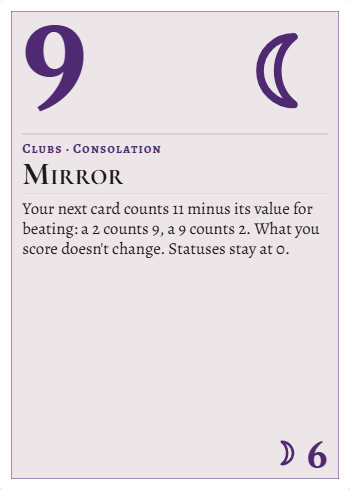 9
Clubs · Consolation
Mirror
Your next card counts 11 minus its value for
beating: a 2 counts 9, a 9 counts 2. What you
score doesn't change. Statuses stay at 0.
6